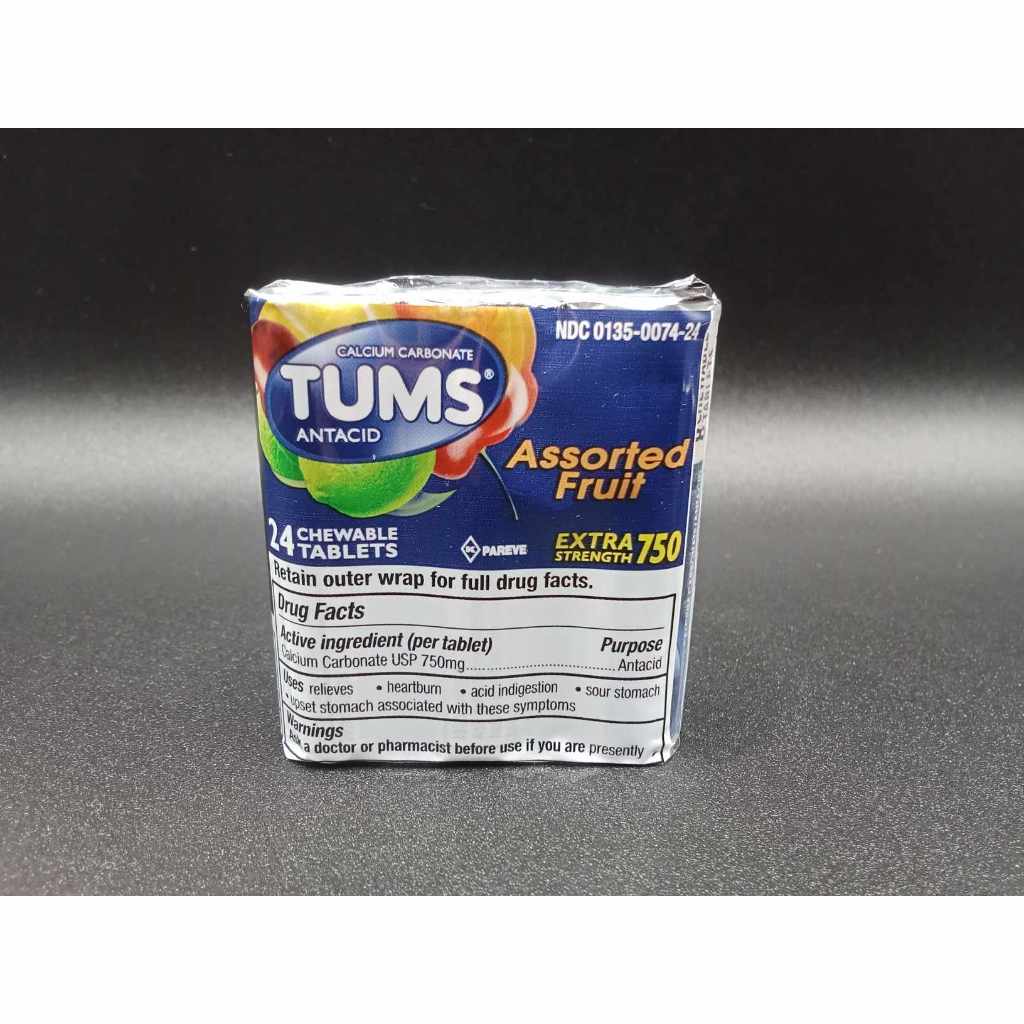 NDC 0135-0074-24
CALCIUM CARBONATE
TUMS®
ANTACID
Assorted
Fruit
24 CHEWABLE
TABLETS
PAREVE
EXTRA
STRENGTH 750
Retain outer wrap for full drug facts.
Drug Facts
Active ingredient (per tablet) Purpose
Calcium Carbonate USP 750mg Antacid
Uses relieves • heartburn • acid indigestion • sour stomach
• upset stomach associated with these symptoms
Warnings
Ask a doctor or pharmacist before use if you are presently